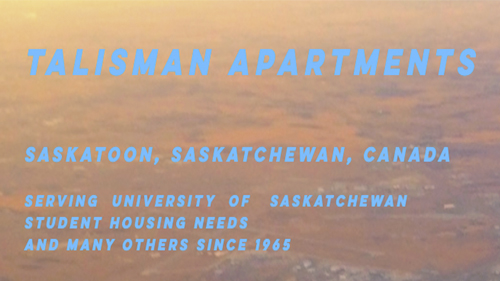 TALISMAN APARTMENTS
SASKATOON, SASKATCHEWAN, CANADA
SERVING UNIVERSITY OF SASKATCHEWAN
STUDENT HOUSING NEEDS
AND MANY OTHERS SINCE 1965